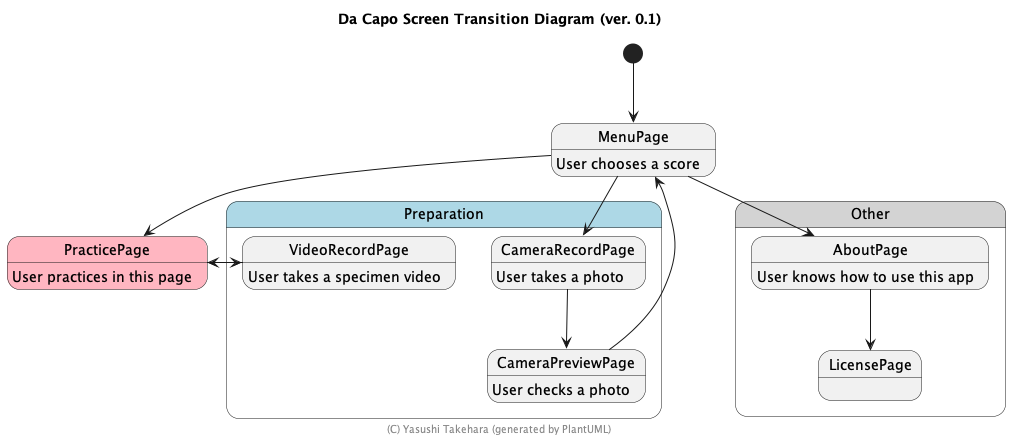 Da Capo Screen Transition Diagram (ver. 0.1)
MenuPage
User chooses a score
Preparation
Other
PracticePage
User practices in this page
VideoRecordPage
User takes a specimen video
CameraRecordPage
User takes a photo
AboutPage
User knows how to use this app
CameraPreviewPage
User checks a photo
LicensePage
(C) Yasushi Takehara (generated by PlantUML)